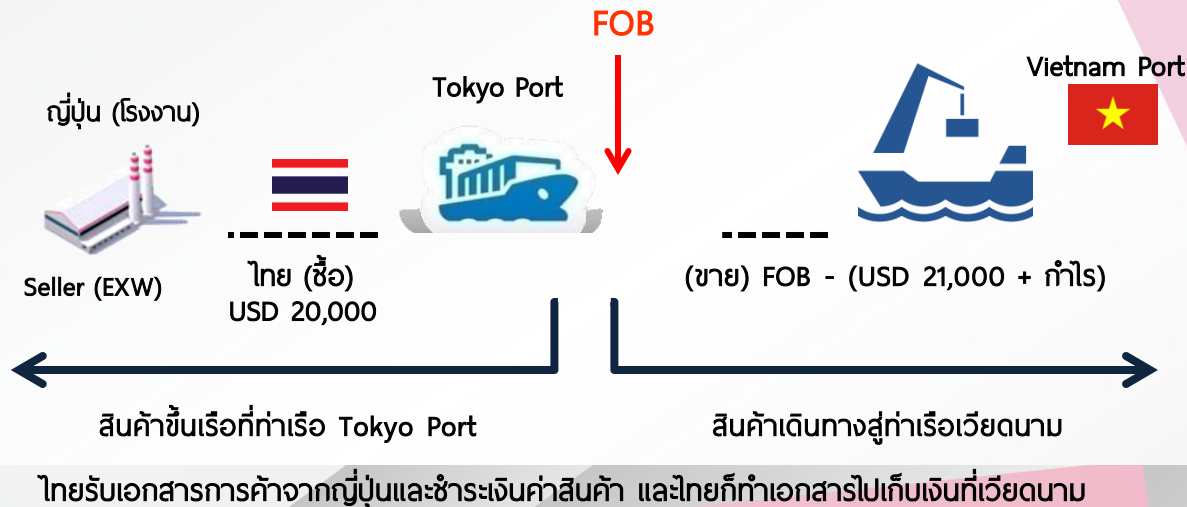 FOB
Vietnam Port
Tokyo Port
ญี่ปุ่น (โรงงาน)
Seller (EXW)
ไทย (ซื้อ)
USD 20,000
(ขาย) FOB - (USD 21,000 + กำไร)
สินค้าขึ้นเรือที่ท่าเรือ Tokyo Port
สินค้าเดินทางสู่ท่าเรือเวียดนาม
ไทยรับเอกสารการค้าจากญี่ปุ่นและชำระเงินค่าสินค้า และไทยก็ทำเอกสารไปเก็บเงินที่เวียดนาม